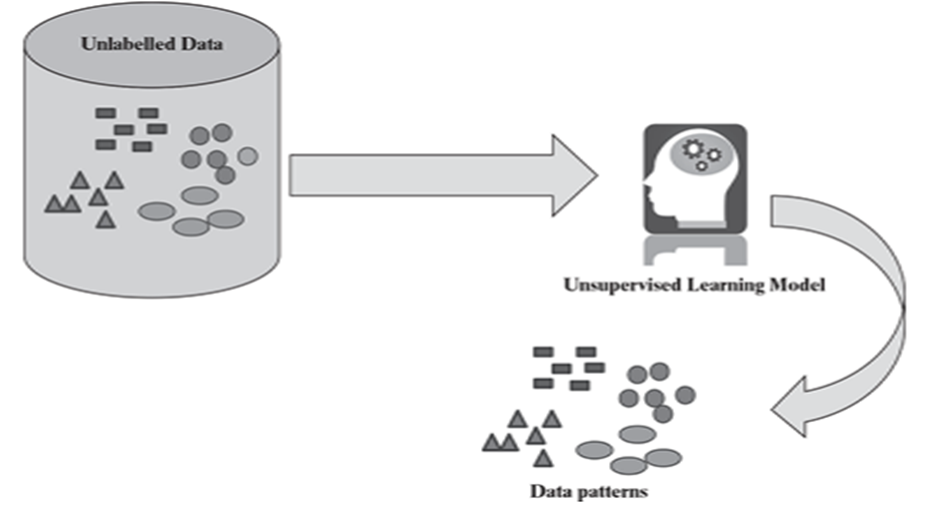 Unlabelled Data
Unsupervised Learning Model
Data patterns